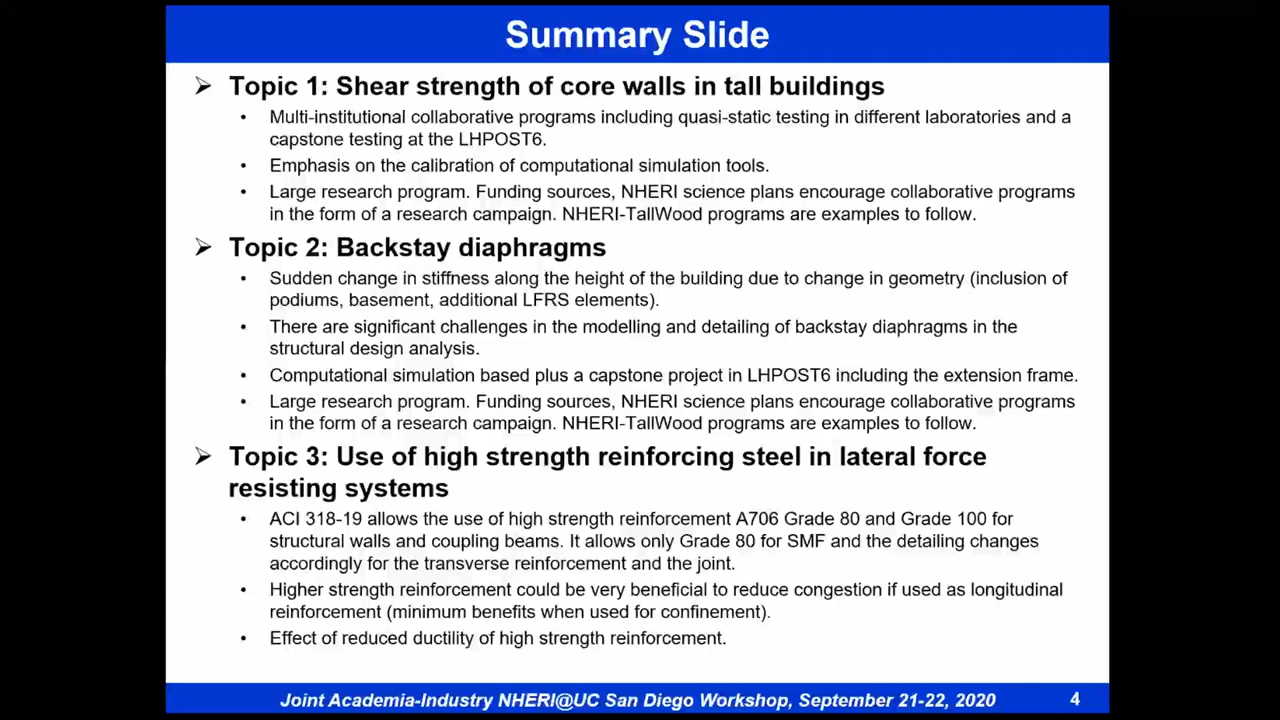 Summary Slide
➢ Topic 1: Shear strength of core walls in tall buildings
• Multi-institutional collaborative programs including quasi-static testing in different laboratories and a
capstone testing at the LHPOST6.
• Emphasis on the calibration of computational simulation tools.
• Large research program. Funding sources, NHERI science plans encourage collaborative programs
in the form of a research campaign. NHERI-TallWood programs are examples to follow.
➢ Topic 2: Backstay diaphragms
• Sudden change in stiffness along the height of the building due to change in geometry (inclusion of
podiums, basement, additional LFRS elements).
• There are significant challenges in the modelling and detailing of backstay diaphragms in the
structural design analysis.
• Computational simulation based plus a capstone project in LHPOST6 including the extension frame.
• Large research program. Funding sources, NHERI science plans encourage collaborative programs
in the form of a research campaign. NHERI-TallWood programs are examples to follow.
➢ Topic 3: Use of high strength reinforcing steel in lateral force
resisting systems
• ACI 318-19 allows the use of high strength reinforcement A706 Grade 80 and Grade 100 for
structural walls and coupling beams. It allows only Grade 80 for SMF and the detailing changes
accordingly for the transverse reinforcement and the joint.
• Higher strength reinforcement could be very beneficial to reduce congestion if used as longitudinal
reinforcement (minimum benefits when used for confinement).
• Effect of reduced ductility of high strength reinforcement.
Joint Academia-Industry NHERI@UC San Diego Workshop, September 21-22, 2020 4